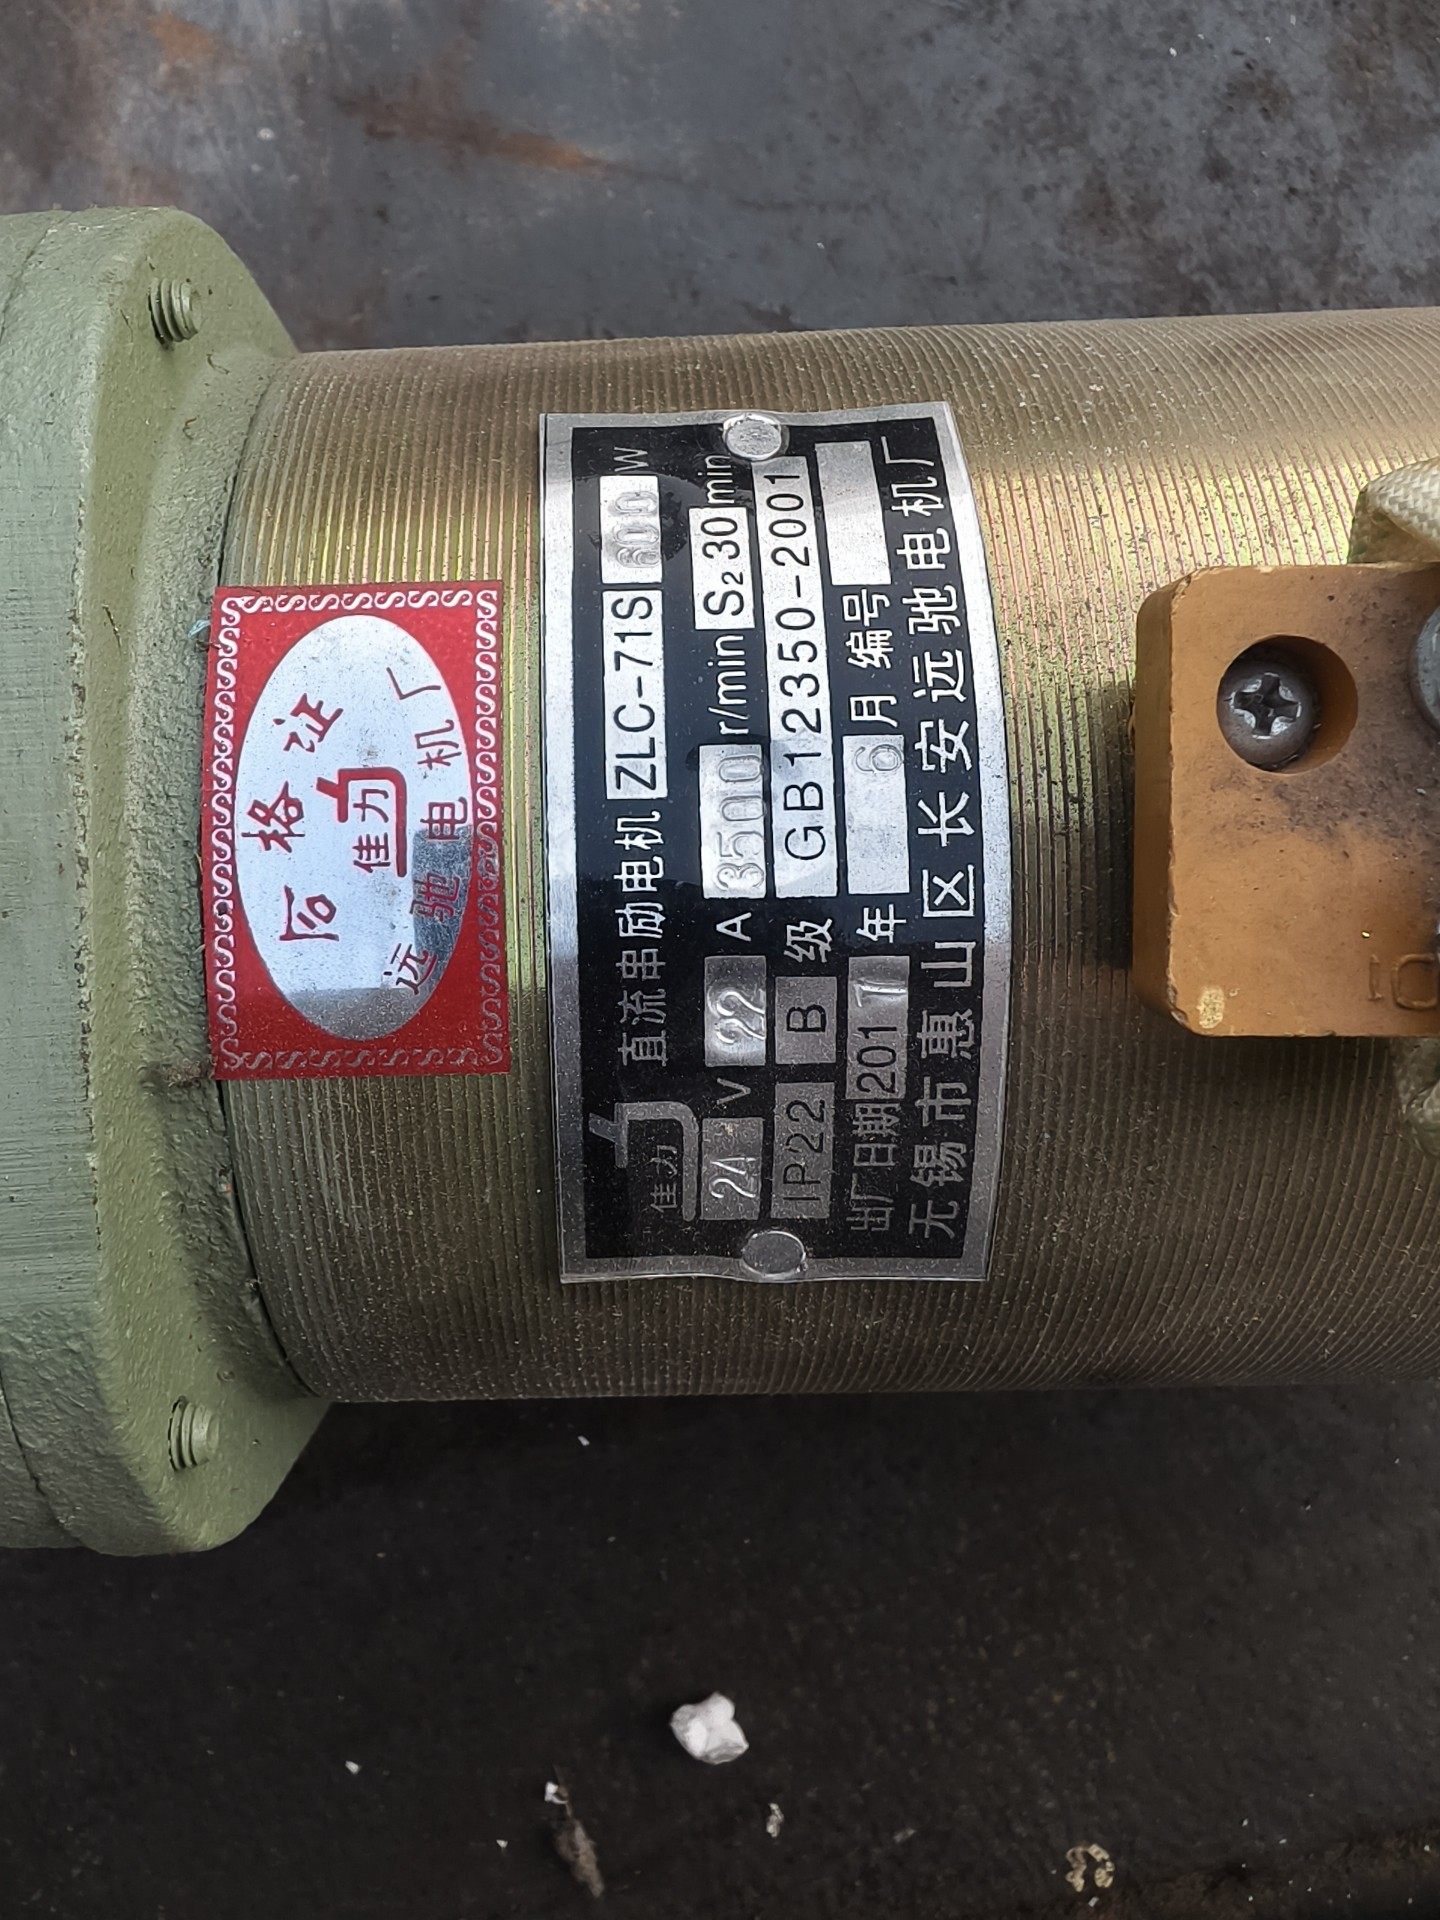 合格证
佳力
远驰电机厂
佳力
直流串励电机 ZLC-71S 600 W
24 V 22 A 3500 r/min S₂ 30 min
IP22 B 级 GB12350-2001
出厂日期 2017 年 6 月 编号
无锡市惠山区长安远驰电机厂